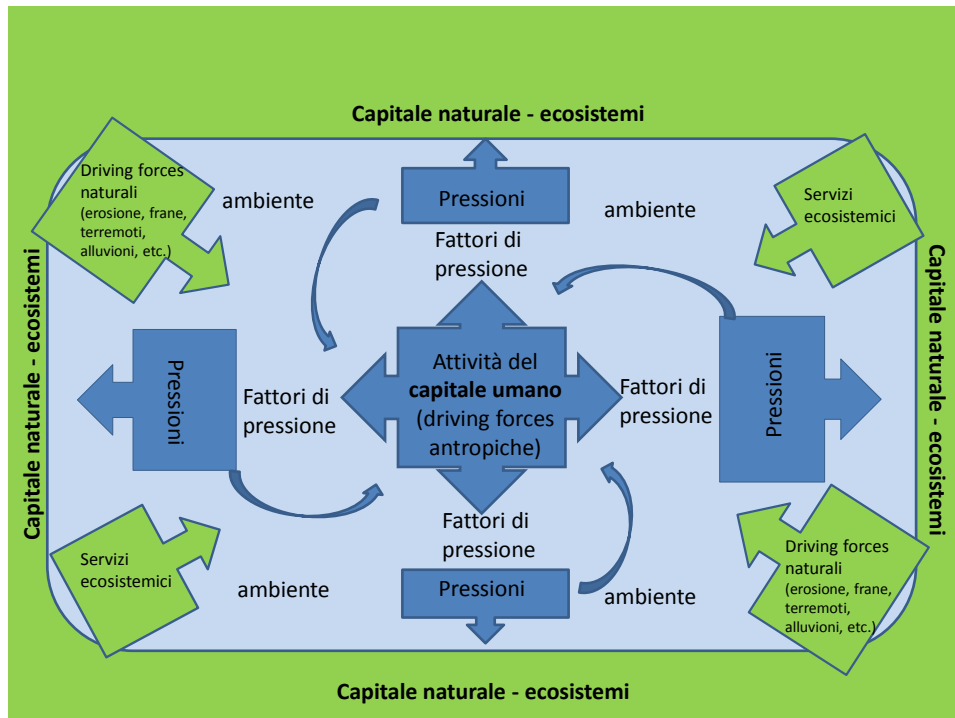 Capitale naturale - ecosistemi
Driving forces
naturali
(erosione, frane,
terremoti,
alluvioni, etc.)
ambiente
Pressioni
ambiente
Servizi
ecosistemici
Fattori di
pressione
Capitale naturale - ecosistemi
Pressioni
Fattori di
pressione
Attività del
capitale umano
(driving forces
antropiche)
Fattori di
pressione
Pressioni
Capitale naturale - ecosistemi
Fattori di
pressione
Servizi
ecosistemici
ambiente
Pressioni
ambiente
Driving forces
naturali
(erosione, frane,
terremoti,
alluvioni, etc.)
Capitale naturale - ecosistemi